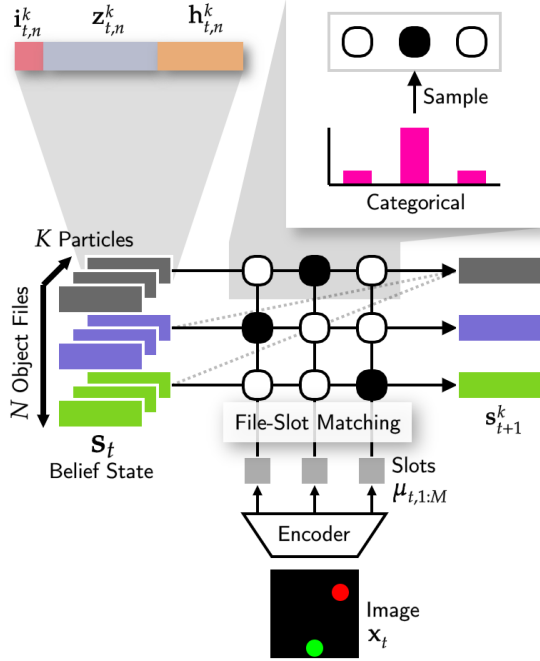 i^k_{t,n} z^k_{t,n} h^k_{t,n}
Sample
Categorical
K Particles
N Object Files
File-Slot Matching
s_t
Belief State
s^k_{t+1}
Slots
μ_{t,1:M}
Encoder
Image
x_t